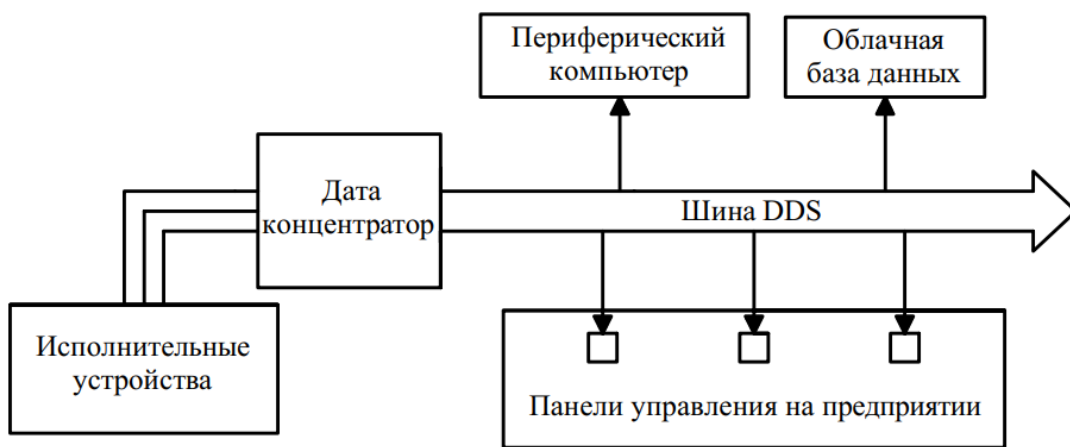 Периферический
компьютер
Облачная
база данных
Дата
концентратор
Шина DDS
Исполнительные
устройства
Панели управления на предприятии